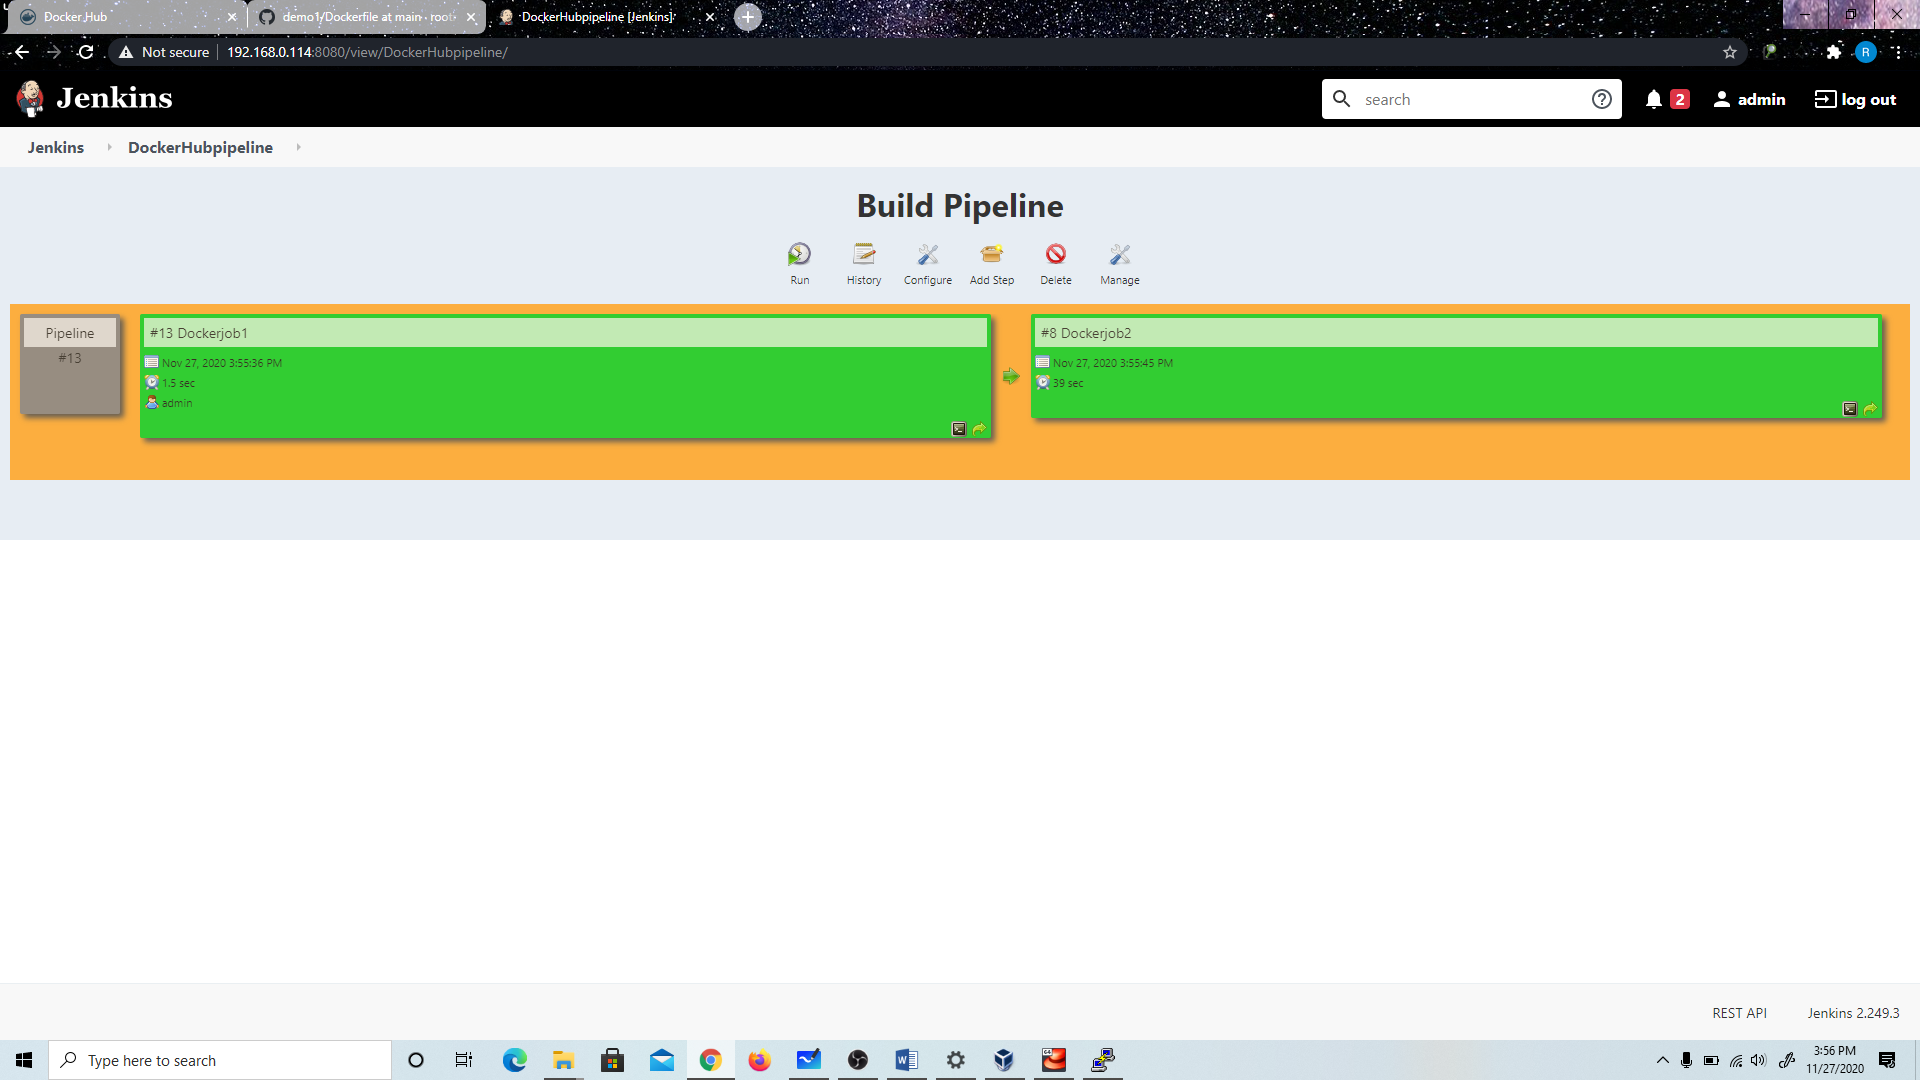 Docker Hub
demo1/Dockerfile at main · root-
DockerHubpipeline [Jenkins]
Not secure
192.168.0.114:8080/view/DockerHubpipeline/
R
Jenkins
search
2
admin
log out
Jenkins
DockerHubpipeline
Build Pipeline
Run
History
Configure
Add Step
Delete
Manage
Pipeline
#13
#13 Dockerjob1
Nov 27, 2020 3:55:36 PM
1.5 sec
admin
#8 Dockerjob2
Nov 27, 2020 3:55:45 PM
39 sec
REST API
Jenkins 2.249.3
Type here to search
3:56 PM
11/27/2020